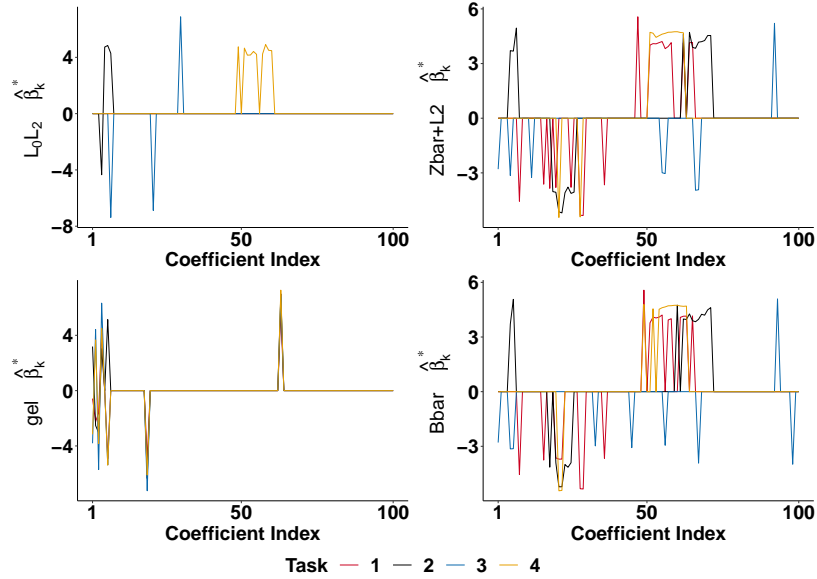 4
0
−4
−8
L0L2 β̂k*
1 50 100
Coefficient Index
6
3
0
−3
Zbar+L2 β̂k*
1 50 100
Coefficient Index
4
0
−4
gel β̂k*
1 50 100
Coefficient Index
6
3
0
−3
Bbar β̂k*
1 50 100
Coefficient Index
Task 1 2 3 4